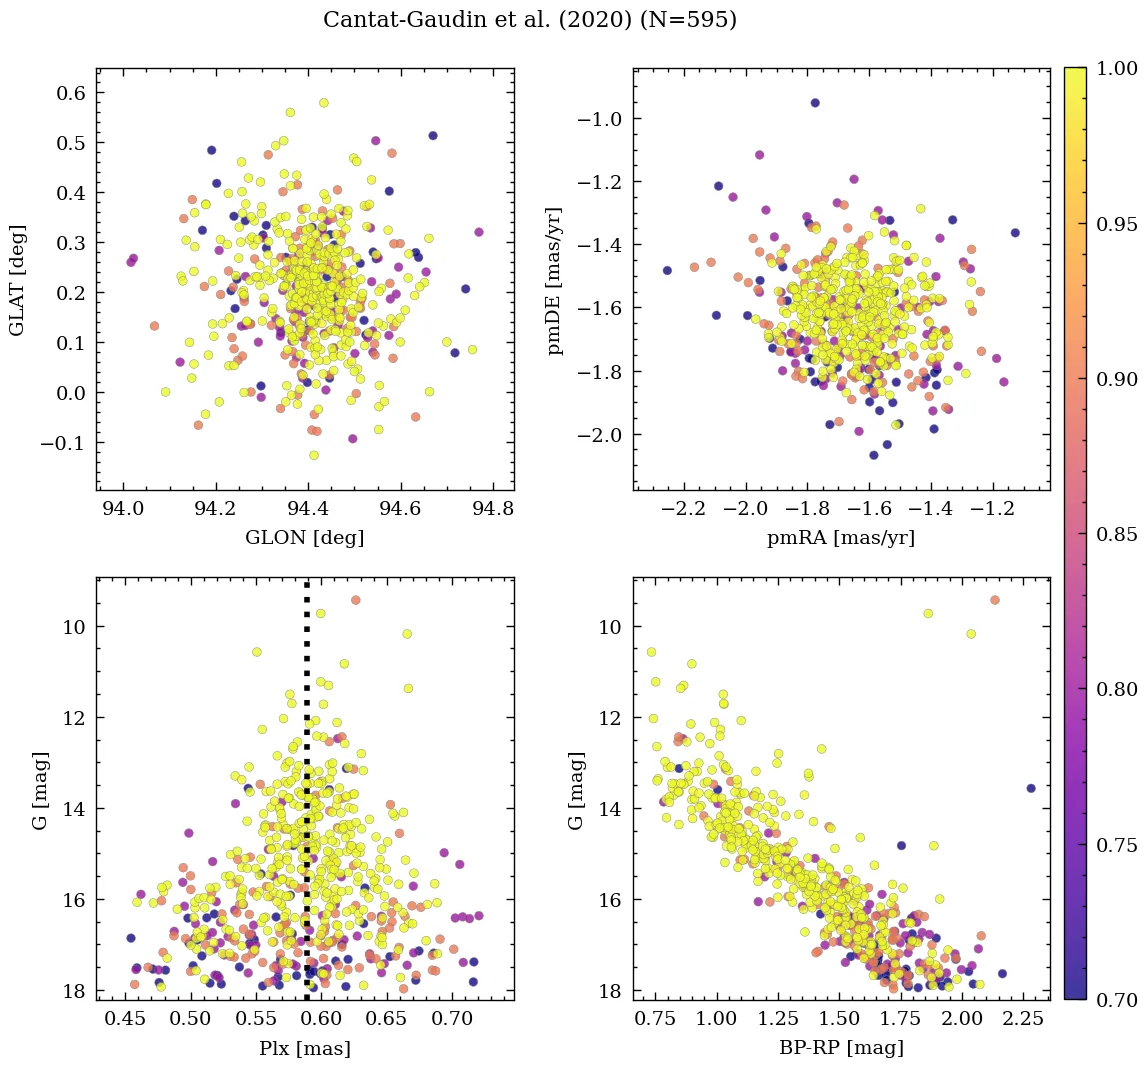 Cantat-Gaudin et al. (2020) (N=595)
0.6
0.5
0.4
0.3
0.2
0.1
0.0
−0.1
GLAT [deg]
94.0 94.2 94.4 94.6 94.8
GLON [deg]
−1.0
−1.2
−1.4
−1.6
−1.8
−2.0
pmDE [mas/yr]
−2.2 −2.0 −1.8 −1.6 −1.4 −1.2
pmRA [mas/yr]
10
12
14
16
18
G [mag]
0.45 0.50 0.55 0.60 0.65 0.70
Plx [mas]
10
12
14
16
18
G [mag]
0.75 1.00 1.25 1.50 1.75 2.00 2.25
BP-RP [mag]
1.00
0.95
0.90
0.85
0.80
0.75
0.70